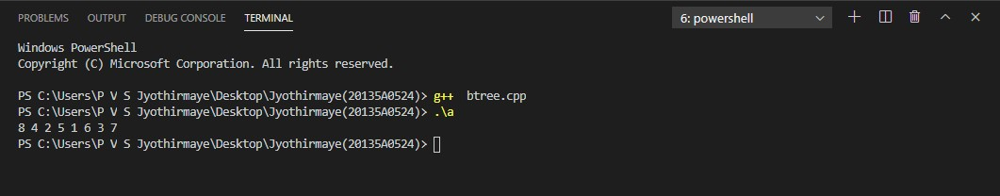 PROBLEMS OUTPUT DEBUG CONSOLE TERMINAL 6: powershell
Windows PowerShell
Copyright (C) Microsoft Corporation. All rights reserved.
PS C:\Users\P V S Jyothirmaye\Desktop\Jyothirmaye(20135A0524)> g++  btree.cpp
PS C:\Users\P V S Jyothirmaye\Desktop\Jyothirmaye(20135A0524)> .\a
8 4 2 5 1 6 3 7
PS C:\Users\P V S Jyothirmaye\Desktop\Jyothirmaye(20135A0524)>